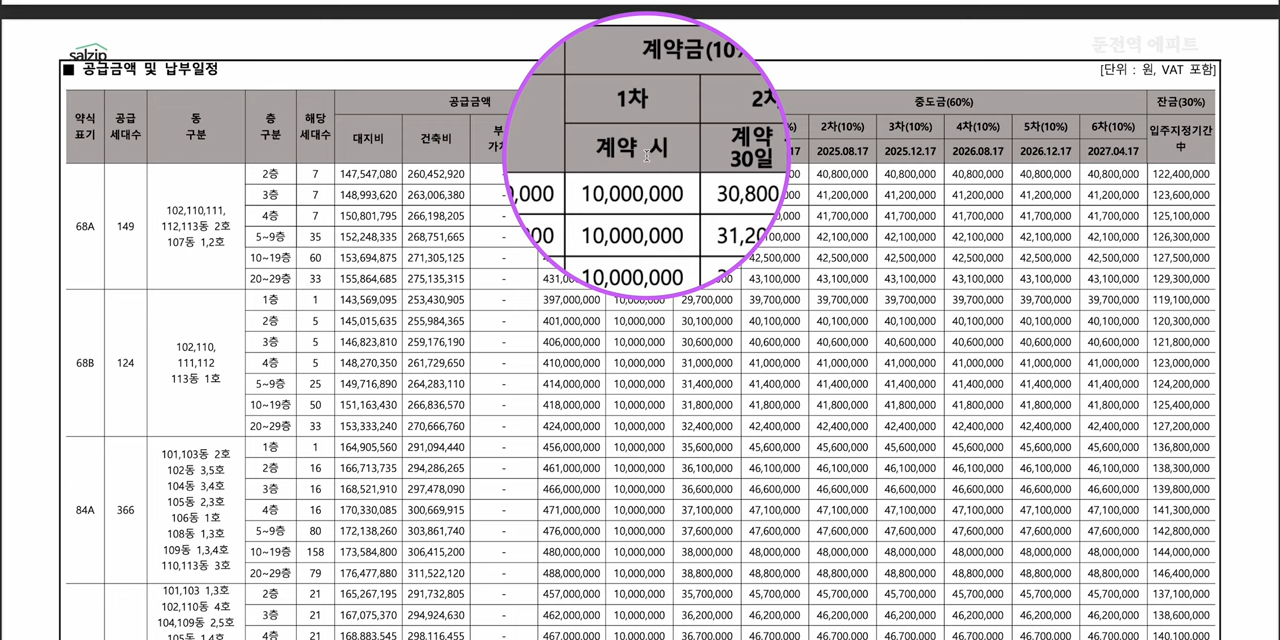 salzip
둔전역 에피트
■ 공급금액 및 납부일정 [단위 : 원, VAT 포함]
약식 표기 공급 세대수 동 구분 층 구분 해당 세대수 공급금액 계약금(10 중도금(60%) 잔금(30%)
대지비 건축비 1차 2차(10%) 3차(10%) 4차(10%) 5차(10%) 6차(10%) 입주지정기간 中
계약 시 계약 30일 2025.08.17 2025.12.17 2026.08.17 2026.12.17 2027.04.17
68A 149 102,110,111, 112,113동 2호 107동 1,2호
2층 7 147,547,080 260,452,920 - 10,000,000 30,800 40,800,000 40,800,000 40,800,000 40,800,000 40,800,000 122,400,000
3층 7 148,993,620 263,006,380 10,000,000 31,20 41,200,000 41,200,000 41,200,000 41,200,000 41,200,000 123,600,000
4층 7 150,801,795 266,198,205 10,000,000 41,700,000 41,700,000 41,700,000 41,700,000 41,700,000 125,100,000
5~9층 35 152,248,335 268,751,665 42,100,000 42,100,000 42,100,000 42,100,000 42,100,000 126,300,000
10~19층 60 153,694,875 271,305,125 42,500,000 42,500,000 42,500,000 42,500,000 42,500,000 127,500,000
20~29층 33 155,864,685 275,135,315 - 43,100,000 43,100,000 43,100,000 43,100,000 43,100,000 129,300,000
68B 124 102,110, 111,112 113동 1호
1층 1 143,569,095 253,430,905 - 397,000,000 10,000,000 29,700,000 39,700,000 39,700,000 39,700,000 39,700,000 39,700,000 39,700,000 119,100,000
2층 5 145,015,635 255,984,365 - 401,000,000 10,000,000 30,100,000 40,100,000 40,100,000 40,100,000 40,100,000 40,100,000 40,100,000 120,300,000
3층 5 146,823,810 259,176,190 - 406,000,000 10,000,000 30,600,000 40,600,000 40,600,000 40,600,000 40,600,000 40,600,000 40,600,000 121,800,000
4층 5 148,270,350 261,729,650 - 410,000,000 10,000,000 31,000,000 41,000,000 41,000,000 41,000,000 41,000,000 41,000,000 41,000,000 123,000,000
5~9층 25 149,716,890 264,283,110 - 414,000,000 10,000,000 31,400,000 41,400,000 41,400,000 41,400,000 41,400,000 41,400,000 41,400,000 124,200,000
10~19층 50 151,163,430 266,836,570 - 418,000,000 10,000,000 31,800,000 41,800,000 41,800,000 41,800,000 41,800,000 41,800,000 41,800,000 125,400,000
20~29층 33 153,333,240 270,666,760 - 424,000,000 10,000,000 32,400,000 42,400,000 42,400,000 42,400,000 42,400,000 42,400,000 42,400,000 127,200,000
84A 366 101,103동 2호 102동 3,5호 104동 3,4호 105동 2,3호 106동 1호 108동 1,3호 109동 1,3,4호 110,113동 3호
1층 1 164,905,560 291,094,440 - 456,000,000 10,000,000 35,600,000 45,600,000 45,600,000 45,600,000 45,600,000 45,600,000 45,600,000 136,800,000
2층 16 166,713,735 294,286,265 - 461,000,000 10,000,000 36,100,000 46,100,000 46,100,000 46,100,000 46,100,000 46,100,000 46,100,000 138,300,000
3층 16 168,521,910 297,478,090 - 466,000,000 10,000,000 36,600,000 46,600,000 46,600,000 46,600,000 46,600,000 46,600,000 46,600,000 139,800,000
4층 16 170,330,085 300,669,915 - 471,000,000 10,000,000 37,100,000 47,100,000 47,100,000 47,100,000 47,100,000 47,100,000 47,100,000 141,300,000
5~9층 80 172,138,260 303,861,740 - 476,000,000 10,000,000 37,600,000 47,600,000 47,600,000 47,600,000 47,600,000 47,600,000 47,600,000 142,800,000
10~19층 158 173,584,800 306,415,200 - 480,000,000 10,000,000 38,000,000 48,000,000 48,000,000 48,000,000 48,000,000 48,000,000 48,000,000 144,000,000
20~29층 79 176,477,880 311,522,120 - 488,000,000 10,000,000 38,800,000 48,800,000 48,800,000 48,800,000 48,800,000 48,800,000 48,800,000 146,400,000
101,103 1,3호 102,110동 4호 104,109동 2,5호 105동 1,4호
2층 21 165,267,195 291,732,805 - 457,000,000 10,000,000 35,700,000 45,700,000 45,700,000 45,700,000 45,700,000 45,700,000 45,700,000 137,100,000
3층 21 167,075,370 294,924,630 - 462,000,000 10,000,000 36,200,000 46,200,000 46,200,000 46,200,000 46,200,000 46,200,000 46,200,000 138,600,000
4층 21 168,883,545 298,116,455 - 467,000,000 10,000,000 36,700,000 46,700,000 46,700,000 46,700,000 46,700,000 46,700,000 46,700,000 140,100,000